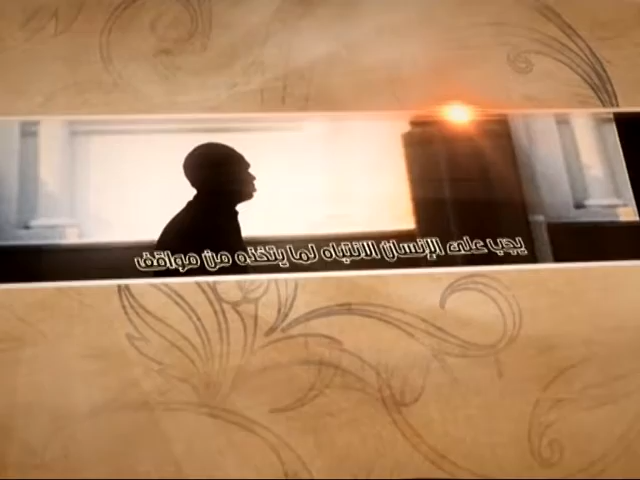 يجب على الإنسان الانتباه لما يتخذه من مواقف